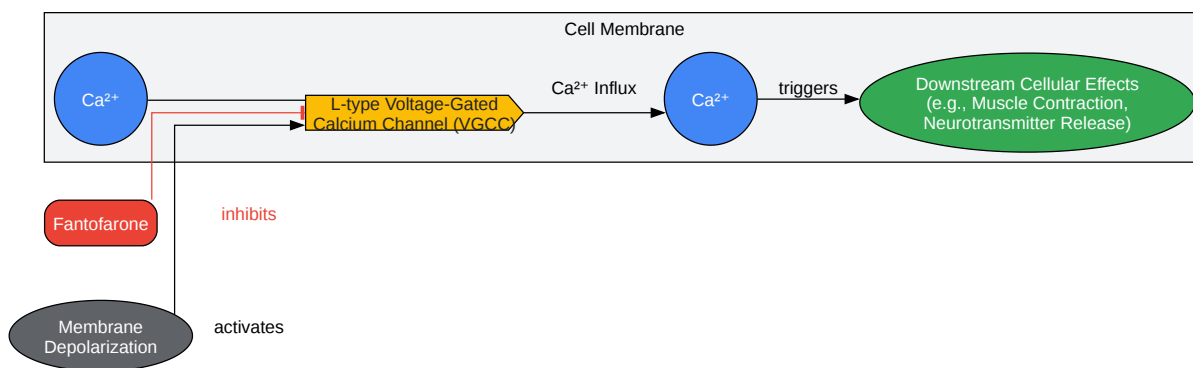 Cell Membrane
Ca²⁺
L-type Voltage-Gated
Calcium Channel (VGCC)
Ca²⁺ Influx
Ca²⁺
triggers
Downstream Cellular Effects
(e.g., Muscle Contraction,
Neurotransmitter Release)
Fantofarone
inhibits
Membrane
Depolarization
activates